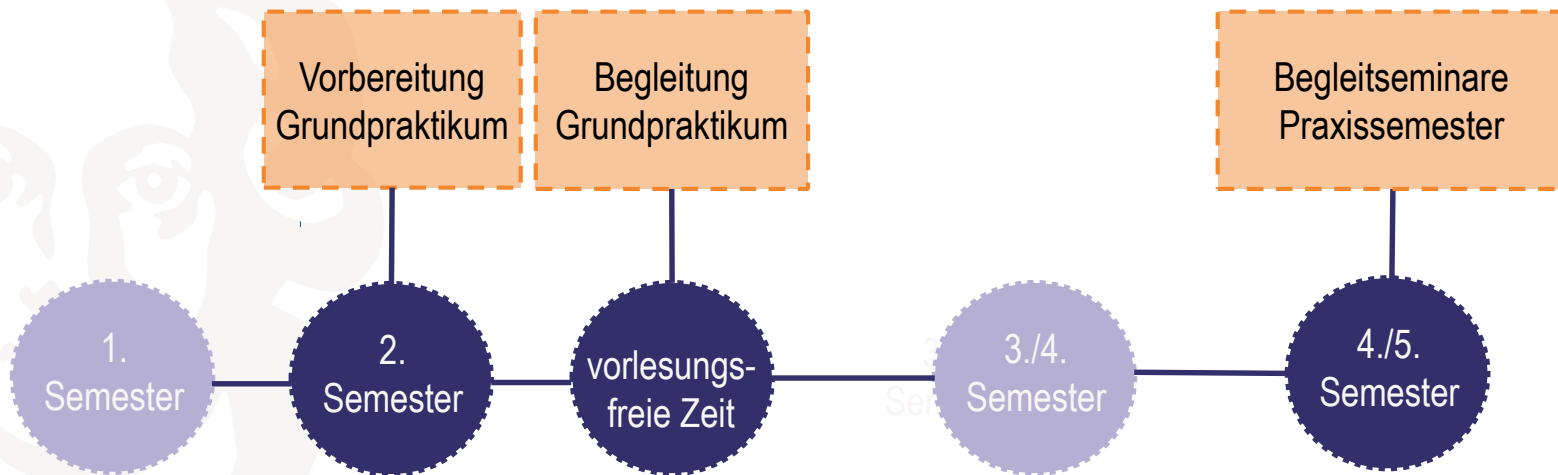 Vorbereitung
Grundpraktikum
Begleitung
Grundpraktikum
Begleitseminare
Praxissemester
1.
Semester
2.
Semester
vorlesungs-
freie Zeit
3./4.
Semester
4./5.
Semester